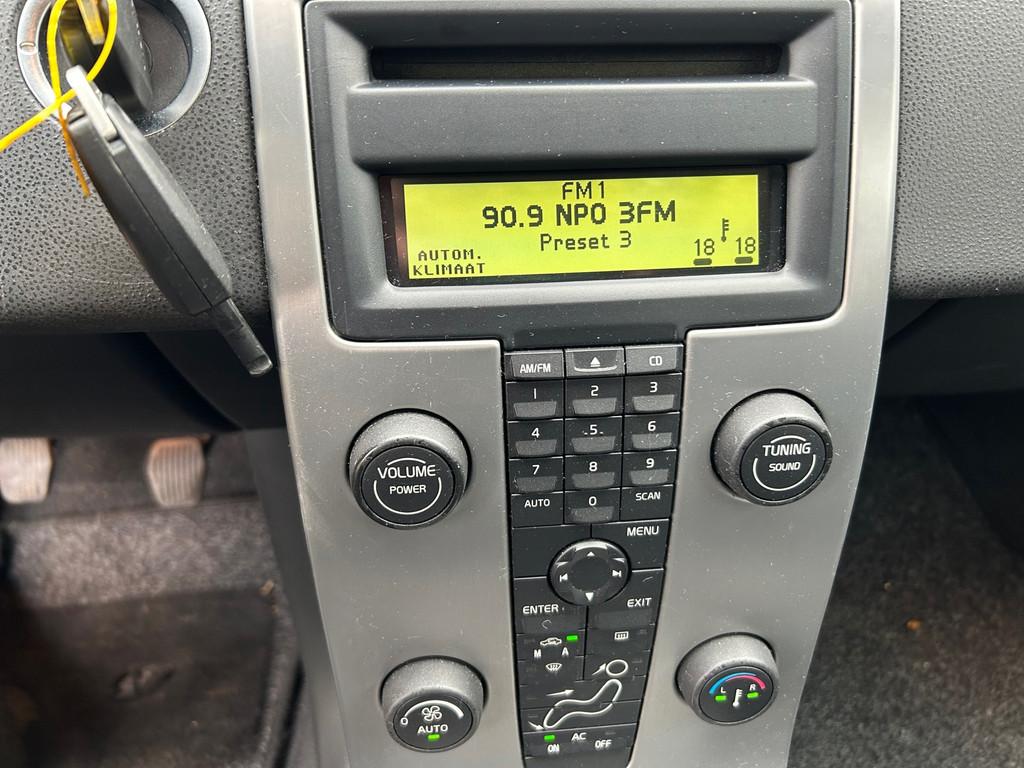 FM1
90.9 NPO 3FM
Preset 3
AUTOM.
KLIMAAT
18 18
AM/FM CD
1 2 3
4 -5- 6
7 8 9
AUTO 0 SCAN
VOLUME
POWER
TUNING
SOUND
MENU
ENTER EXIT
M A
0
AUTO
L R
AC
ON OFF